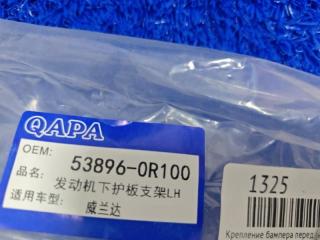 QAPA
OEM: 53896-0R100
品名: 发动机下护板支架LH
适用车型: 威兰达
1325
Крепление бампера перед